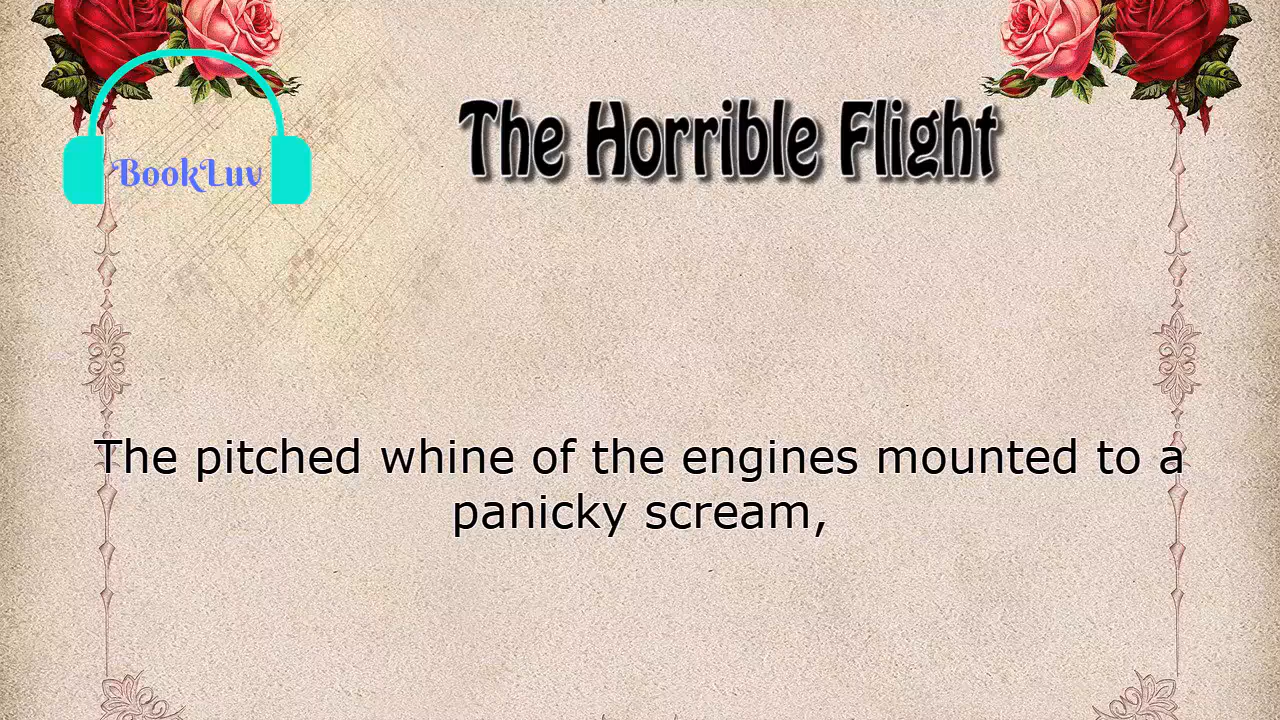 The Horrible Flight
BookLuv
The pitched whine of the engines mounted to a
panicky scream,